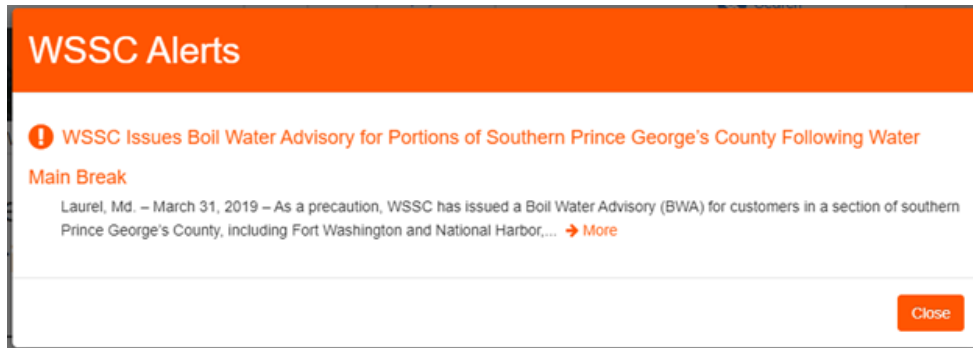 WSSC Alerts
WSSC Issues Boil Water Advisory for Portions of Southern Prince George's County Following Water
Main Break
Laurel, Md. – March 31, 2019 – As a precaution, WSSC has issued a Boil Water Advisory (BWA) for customers in a section of southern
Prince George's County, including Fort Washington and National Harbor,... → More
Close